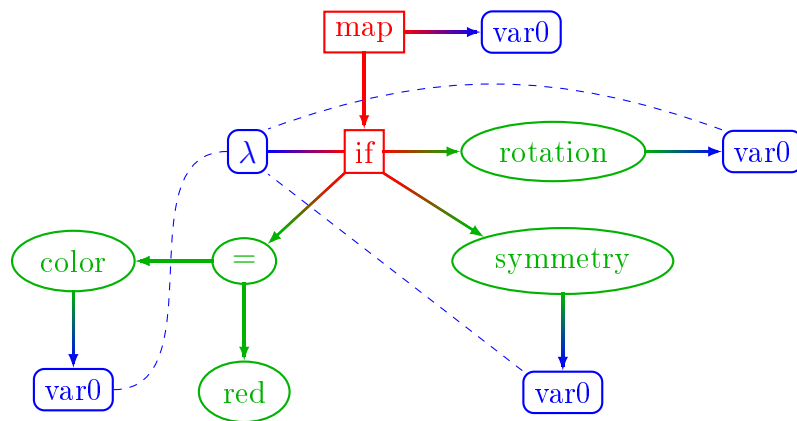 map
var0
λ
if
rotation
var0
color
=
symmetry
var0
red
var0